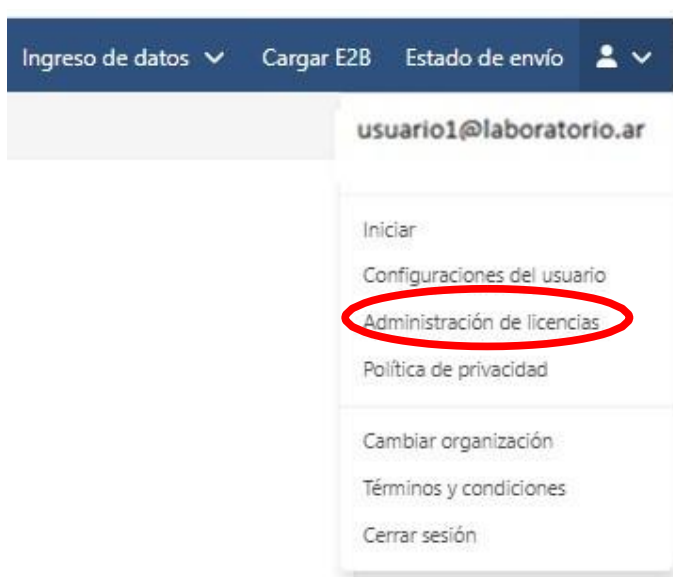 Ingreso de datos Cargar E2B Estado de envío
usuario1@laboratorio.ar
Iniciar
Configuraciones del usuario
Administración de licencias
Política de privacidad
Cambiar organización
Términos y condiciones
Cerrar sesión